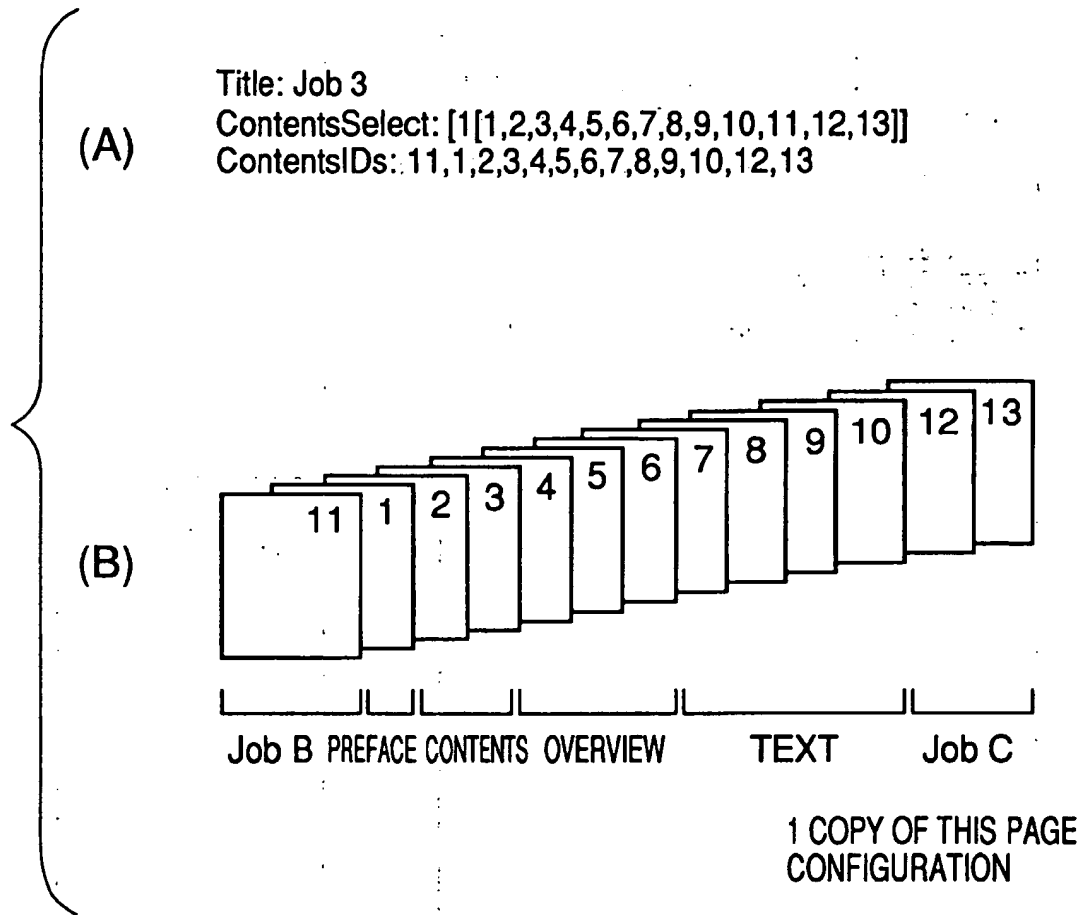 (A)
Title: Job 3
ContentsSelect: [1[1,2,3,4,5,6,7,8,9,10,11,12,13]]
ContentsIDs: 11,1,2,3,4,5,6,7,8,9,10,12,13
(B)
11 1 2 3 4 5 6 7 8 9 10 12 13
Job B PREFACE CONTENTS OVERVIEW TEXT Job C
1 COPY OF THIS PAGE
CONFIGURATION